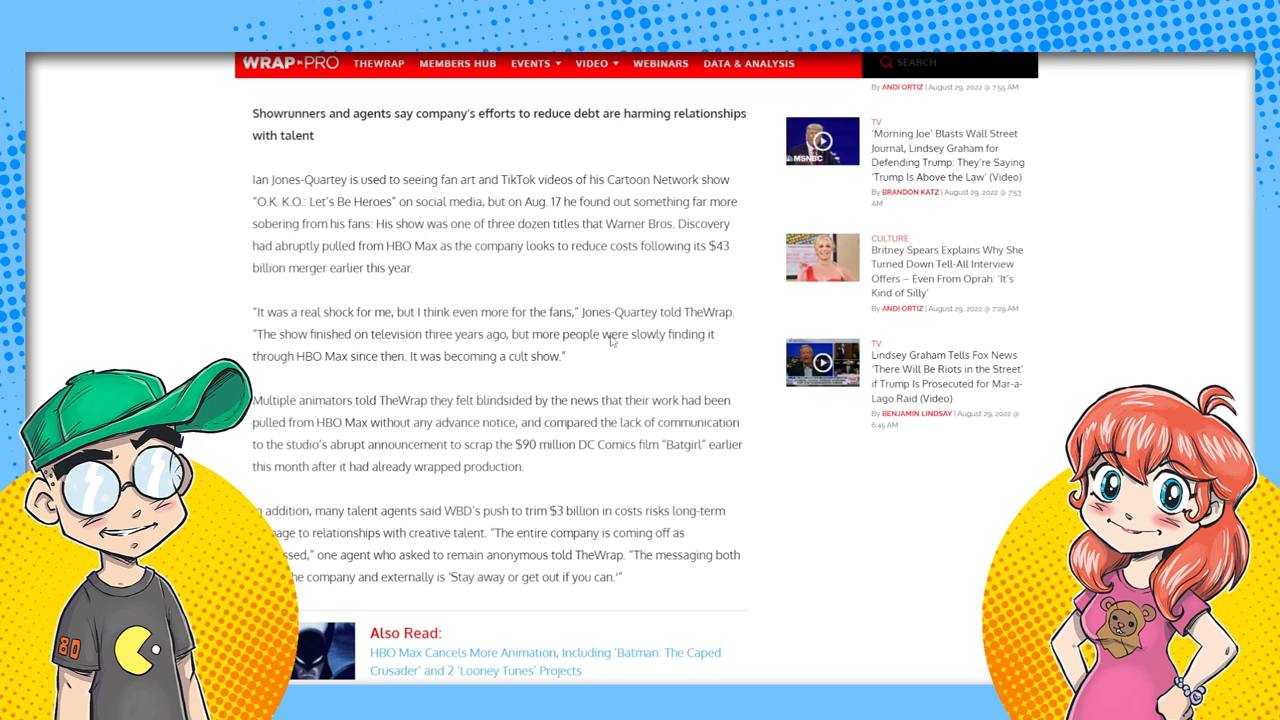 WRAP PRO THEWRAP MEMBERS HUB EVENTS VIDEO WEBINARS DATA & ANALYSIS SEARCH
Showrunners and agents say company's efforts to reduce debt are harming relationships
with talent
Ian Jones-Quartey is used to seeing fan art and TikTok videos of his Cartoon Network show
"O.K. K.O.: Let's Be Heroes" on social media, but on Aug. 17 he found out something far more
sobering from his fans: His show was one of three dozen titles that Warner Bros. Discovery
had abruptly pulled from HBO Max as the company looks to reduce costs following its $43
billion merger earlier this year.
"It was a real shock for me, but I think even more for the fans," Jones-Quartey told TheWrap.
"The show finished on television three years ago, but more people were slowly finding it
through HBO Max since then. It was becoming a cult show."
Multiple animators told TheWrap they felt blindsided by the news that their work had been
pulled from HBO Max without any advance notice, and compared the lack of communication
to the studio's abrupt announcement to scrap the $90 million DC Comics film "Batgirl" earlier
this month after it had already wrapped production.
addition, many talent agents said WBD's push to trim $3 billion in costs risks long-term
age to relationships with creative talent. "The entire company is coming off as
ssed," one agent who asked to remain anonymous told TheWrap. "The messaging both
he company and externally is 'Stay away or get out if you can.'"
Also Read:
HBO Max Cancels More Animation, Including 'Batman: The Caped
Crusader' and 2 'Looney Tunes' Projects
By ANDI ORTIZ | August 29, 2022 @ 7:55 AM
TV
'Morning Joe' Blasts Wall Street
Journal, Lindsey Graham for
Defending Trump: They're Saying
'Trump Is Above the Law' (Video)
By BRANDON KATZ | August 29, 2022 @ 7:53
AM
MSNBC
CULTURE
Britney Spears Explains Why She
Turned Down Tell-All Interview
Offers – Even From Oprah: 'It's
Kind of Silly'
By ANDI ORTIZ | August 29, 2022 @ 7:29 AM
TV
Lindsey Graham Tells Fox News
'There Will Be Riots in the Street'
if Trump Is Prosecuted for Mar-a-
Lago Raid (Video)
By BENJAMIN LINDSAY | August 29, 2022 @
6:45 AM
80